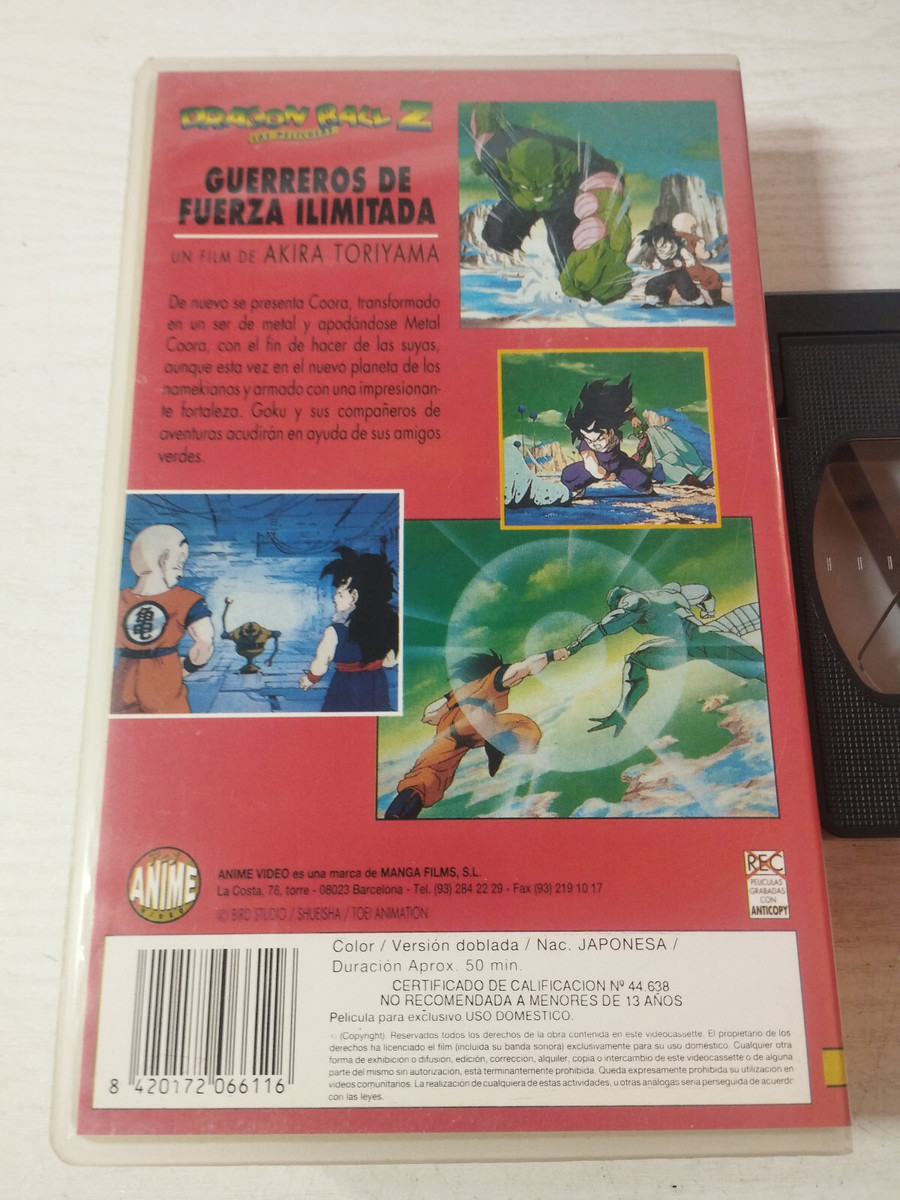 DRAGON BALL Z
LAS PELICULAS
GUERREROS DE
FUERZA ILIMITADA
UN FILM DE AKIRA TORIYAMA
De nuevo se presenta Coora, transformado
en un ser de metal y apodándose Metal
Coora, con el fin de hacer de las suyas,
aunque esta vez en el nuevo planeta de los
namekianos y armado con una impresionan-
te fortaleza. Goku y sus compañeros de
aventuras acudirán en ayuda de sus amigos
verdes.
亀
ANIME
VIDEO
ANIME VIDEO es una marca de MANGA FILMS, S.L.
La Costa, 76, torre - 08023 Barcelona - Tel. (93) 284 22 29 - Fax (93) 219 10 17
© BIRD STUDIO / SHUEISHA / TOEI ANIMATION
REC
PELICULAS
GRABADAS
CON
ANTICOPY
Color / Versión doblada / Nac. JAPONESA /
Duración Aprox. 50 min.
CERTIFICADO DE CALIFICACION Nº 44.638
NO RECOMENDADA A MENORES DE 13 AÑOS
Película para exclusivo USO DOMESTICO.
(Copyright). Reservados todos los derechos de la obra contenida en este videocassette. El propietario de los
derechos ha licenciado el film (incluida su banda sonora) exclusivamente para su uso doméstico. Cualquier otra
forma de exhibición o difusion, edición, corrección, alquiler, copia o intercambio de este videocassette o de alguna
parte del mismo sin autorización, está terminantemente prohibida. Queda expresamente prohibida su utilización en
videos comunitarios. La realización de cualquiera de estas actividades, u otras análogas sería perseguida de acuerdo
con las leyes.
8 420172 066116